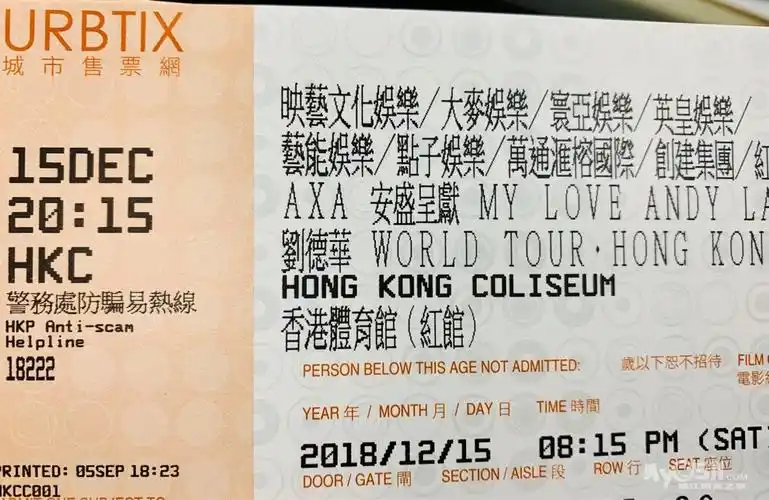 URBTIX
城市售票網
15DEC
20:15
HKC
警務處防騙易熱線
HKP Anti-scam
Helpline
18222
PRINTED: 05SEP 18:23
HKCC001
映藝文化娛樂/大麥娛樂/寰亞娛樂/英皇娛樂/
藝能娛樂/點子娛樂/萬通滙榕國際/創建集團/紅
AXA 安盛呈獻 MY LOVE ANDY LA
劉德華 WORLD TOUR·HONG KON
HONG KONG COLISEUM
香港體育館(紅館)
PERSON BELOW THIS AGE NOT ADMITTED: 歲以下恕不招待 FILM
電影
YEAR 年 / MONTH 月 / DAY 日 TIME 時間
2018/12/15 08:15 PM (SAT)
DOOR / GATE 閘 SECTION / AISLE 段 ROW 行 SEAT 座位